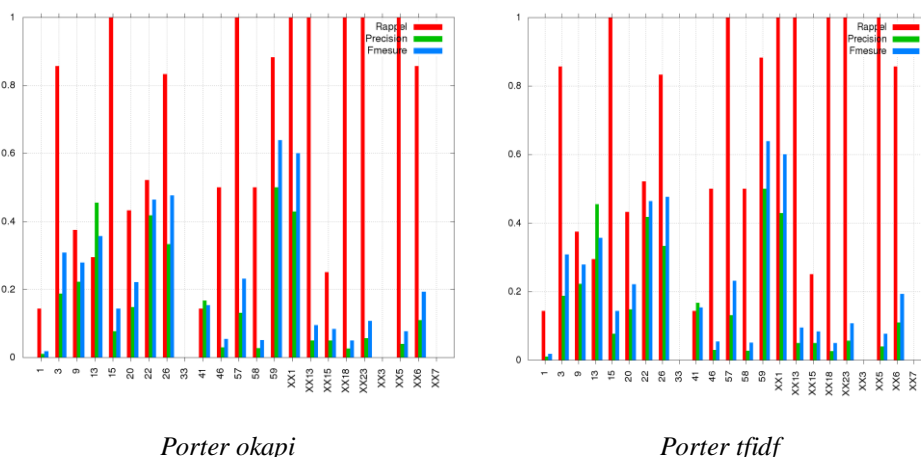 1
Rappel
Precision
Fmesure
0.8
0.6
0.4
0.2
0
1 3 9 13 15 20 22 26 33 41 46 57 58 59 XX1 XX13 XX15 XX18 XX23 XX3 XX5 XX6 XX7
Porter okapi
1
Rappel
Precision
Fmesure
0.8
0.6
0.4
0.2
0
1 3 9 13 15 20 22 26 33 41 46 57 58 59 XX1 XX13 XX15 XX18 XX23 XX3 XX5 XX6 XX7
Porter tfidf